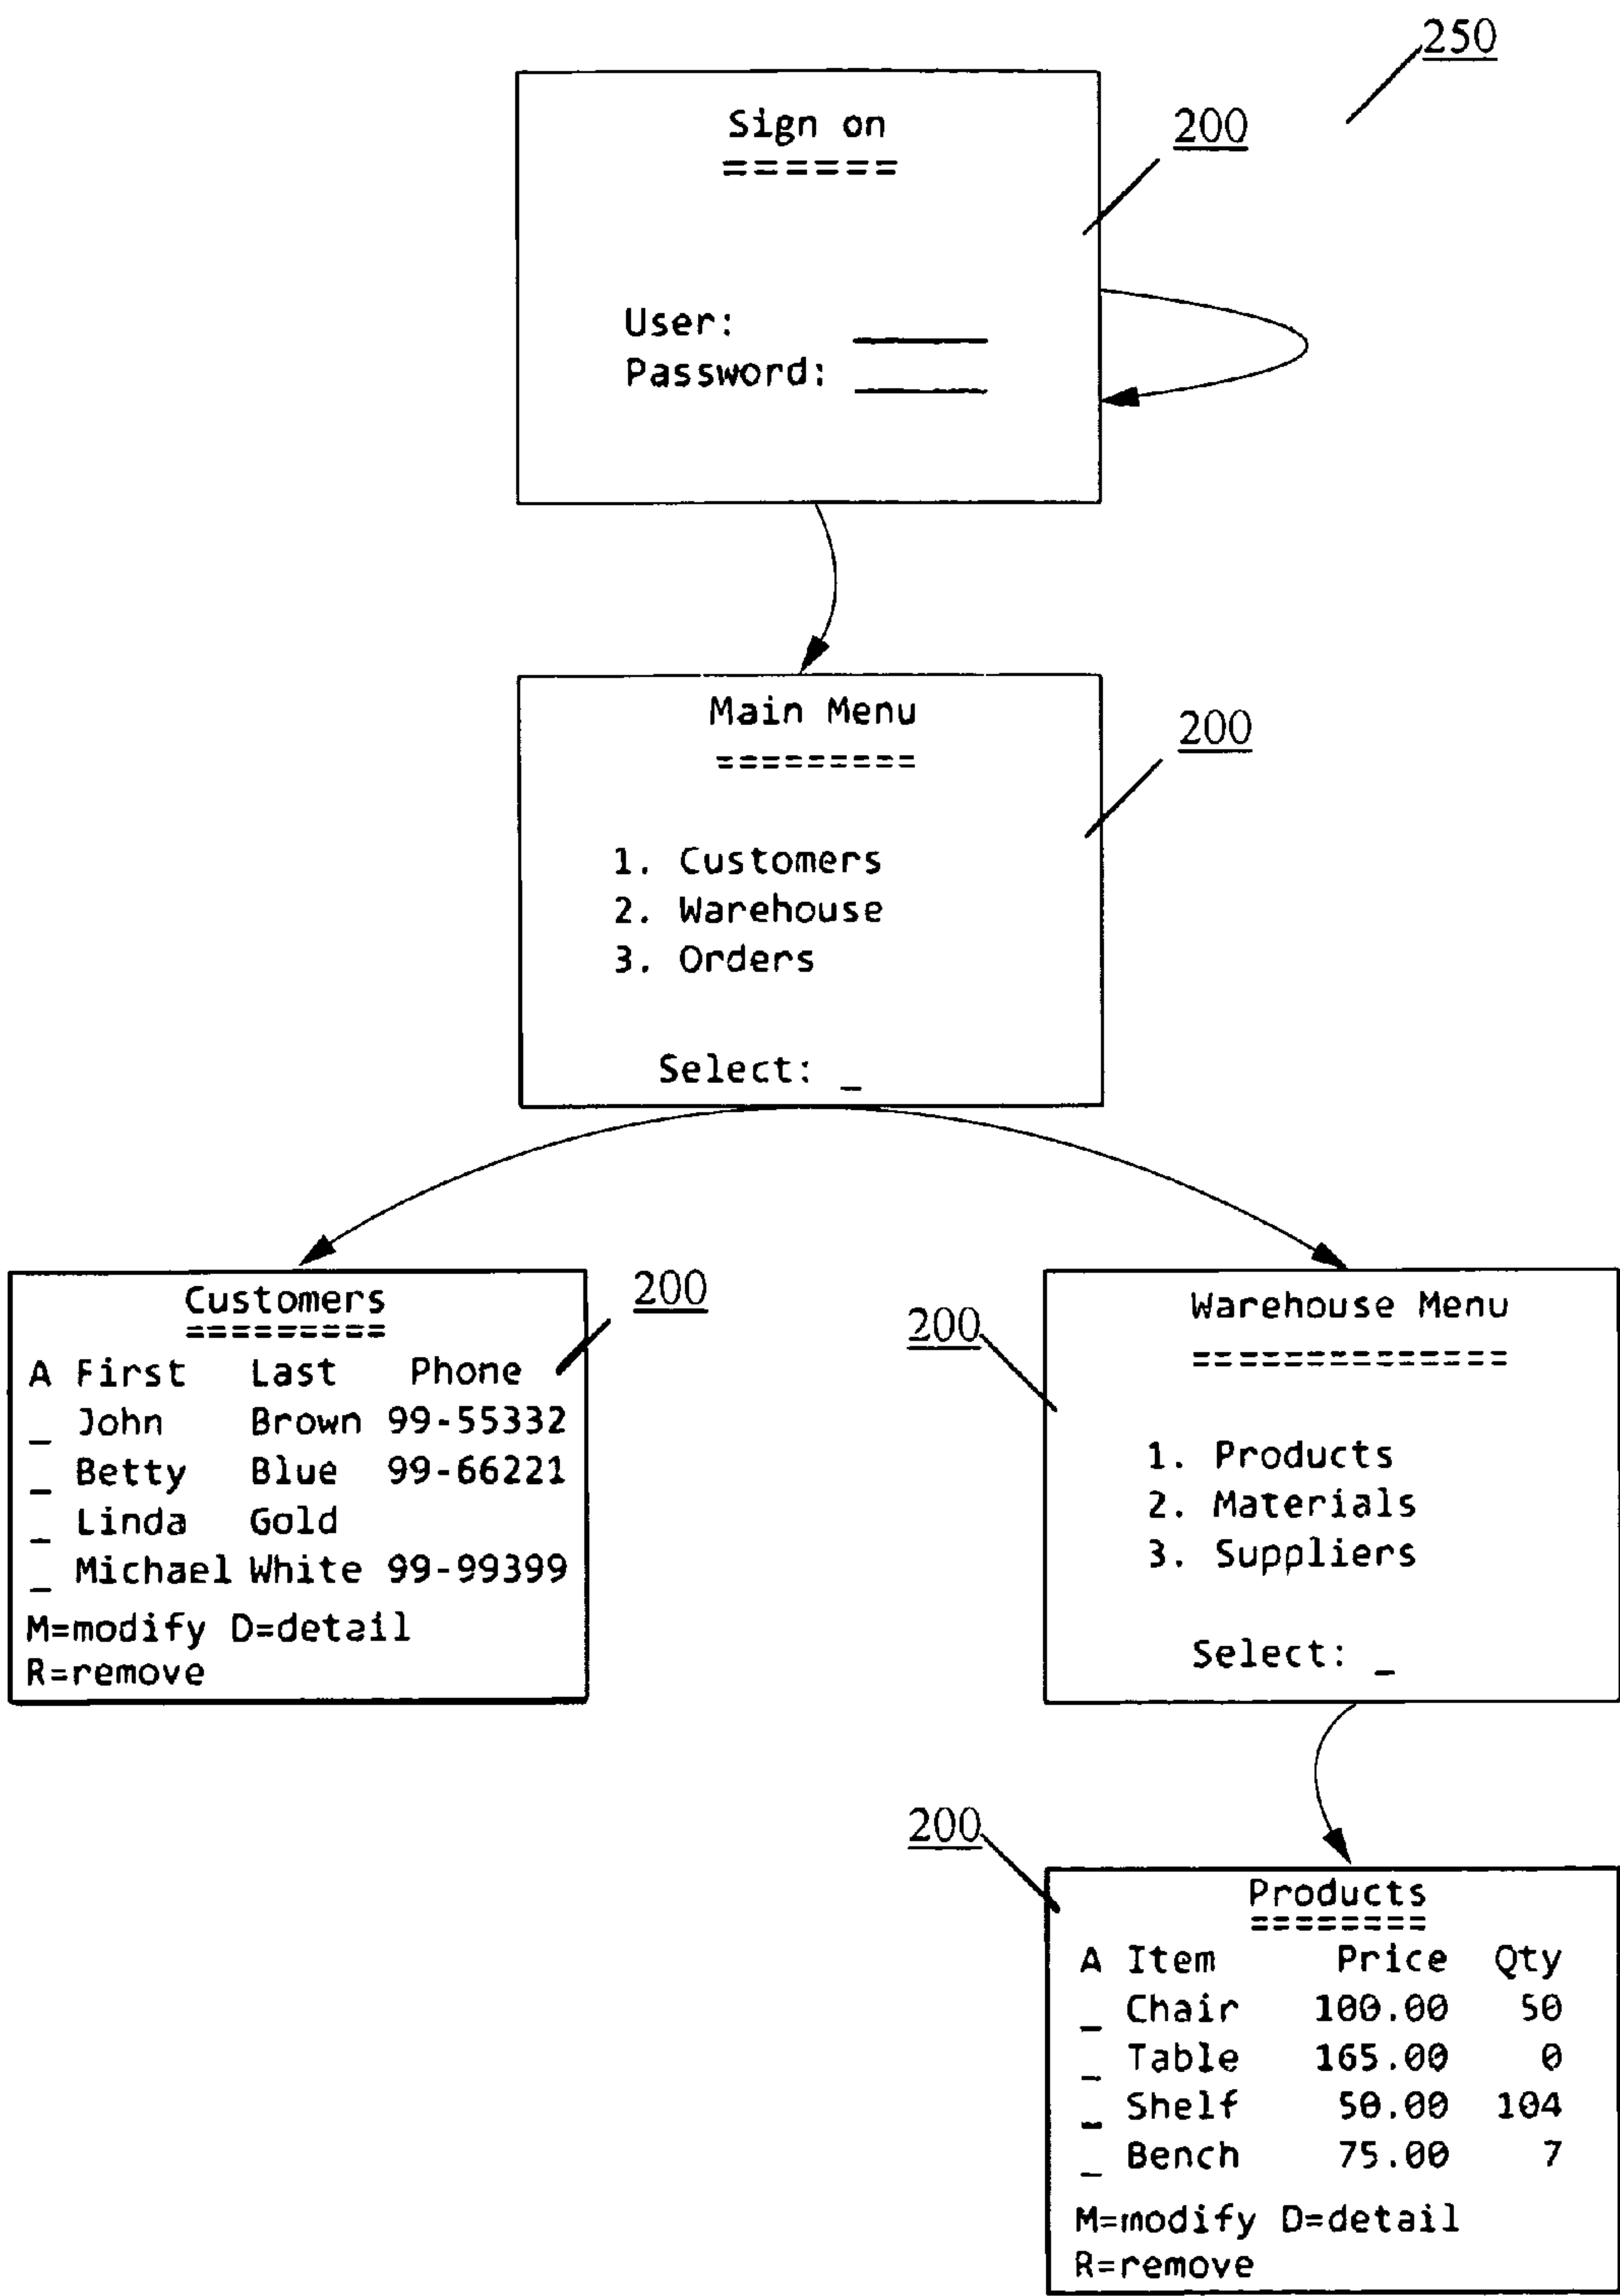 250
Sign on
======
200
User: ______
Password: ______
Main Menu
=========
200
1. Customers
2. Warehouse
3. Orders
Select: _
Customers
=========
200
A First Last Phone
_ John Brown 99-55332
_ Betty Blue 99-66221
_ Linda Gold
_ Michael White 99-99399
M=modify D=detail
R=remove
Warehouse Menu
==============
200
1. Products
2. Materials
3. Suppliers
Select: _
200
Products
========
A Item Price Qty
_ Chair 100.00 50
_ Table 165.00 0
_ Shelf 50.00 104
_ Bench 75.00 7
M=modify D=detail
R=remove